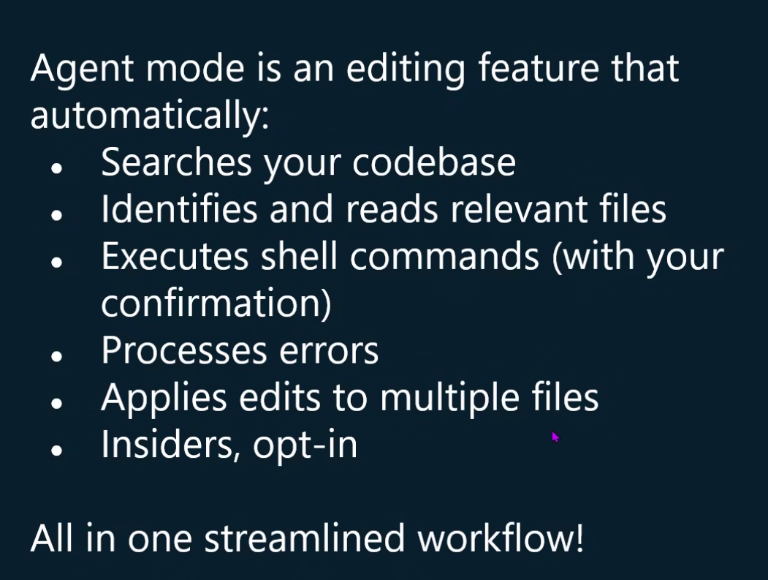 Agent mode is an editing feature that
automatically:
• Searches your codebase
• Identifies and reads relevant files
• Executes shell commands (with your
confirmation)
• Processes errors
• Applies edits to multiple files
• Insiders, opt-in
All in one streamlined workflow!